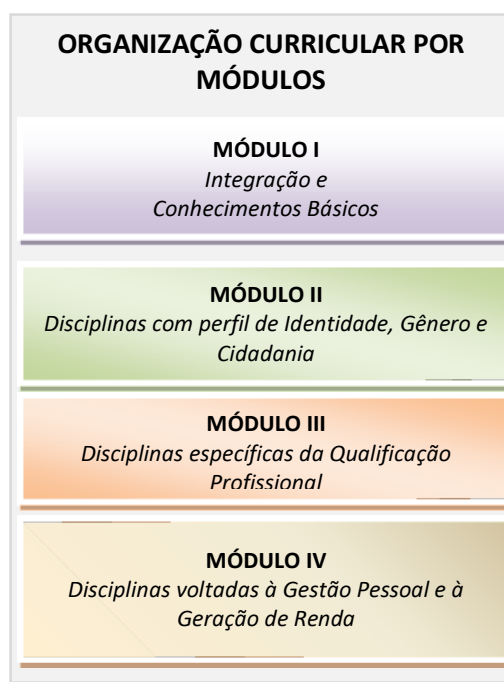 ORGANIZAÇÃO CURRICULAR POR
MÓDULOS
MÓDULO I
Integração e
Conhecimentos Básicos
MÓDULO II
Disciplinas com perfil de Identidade, Gênero e
Cidadania
MÓDULO III
Disciplinas específicas da Qualificação
Profissional
MÓDULO IV
Disciplinas voltadas à Gestão Pessoal e à
Geração de Renda